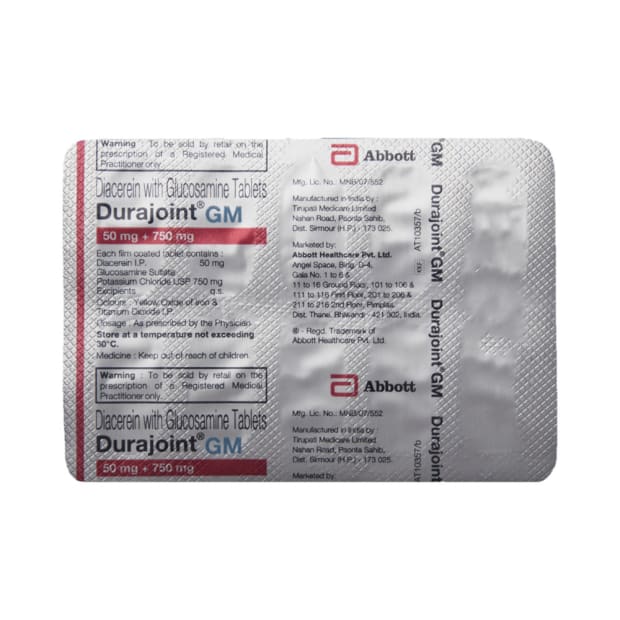 Warning : To be sold by retail on the
prescription of a Registered Medical
Practitioner only.
Diacerein with Glucosamine Tablets
Durajoint® GM
50 mg + 750 mg
Each film coated tablet contains :
Diacerein I.P. 50 mg
Glucosamine Sulfate
Potassium Chloride USP 750 mg
Excipients q.s.
Colours : Yellow Oxide of Iron &
Titanium Dioxide I.P.
Dosage : As prescribed by the Physician
Store at a temperature not exceeding
30°C.
Medicine : Keep out of reach of children
Warning : To be sold by retail on the
prescription of a Registered Medical
Practitioner only.
Diacerein with Glucosamine Tablets
Durajoint® GM
50 mg + 750 mg
Abbott
Mfg. Lic. No.: MNB/07/552
Manufactured in India by :
Tirupati Medicare Limited
Nahan Road, Paonta Sahib,
Dist. Sirmour (H.P.) - 173 025.
Marketed by:
Abbott Healthcare Pvt. Ltd.
Angel Space, Bldg. D-4,
Gala No. 1 to 6 &
11 to 16 Ground Floor, 101 to 106 &
111 to 116 First Floor, 201 to 206 &
211 to 216 2nd Floor, Pimplas,
Dist. Thane, Bhiwandi - 421 302, India.
® - Regd. Trademark of
Abbott Healthcare Pvt. Ltd.
Abbott
Mfg. Lic. No.: MNB/07/552
Manufactured in India by :
Tirupati Medicare Limited
Nahan Road, Paonta Sahib,
Dist. Sirmour (H.P.) - 173 025.
Marketed by:
GM Durajoint® GM Durajoint® GM Durajoint®
AT10357/b
AT10357/b